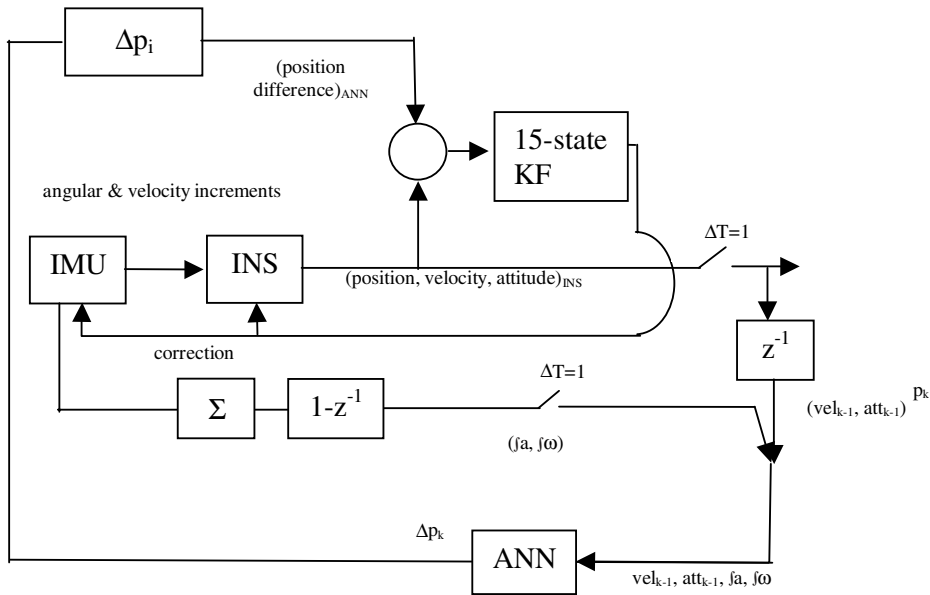 Δpᵢ
(position
difference)ANN
15-state
KF
angular & velocity increments
ΔT=1
IMU
INS
(position, velocity, attitude)INS
correction
z⁻¹
ΔT=1
Σ
1-z⁻¹
(velₖ₋₁, attₖ₋₁) pₖ
(∫a, ∫ω)
Δpₖ
ANN
velₖ₋₁, attₖ₋₁, ∫a, ∫ω